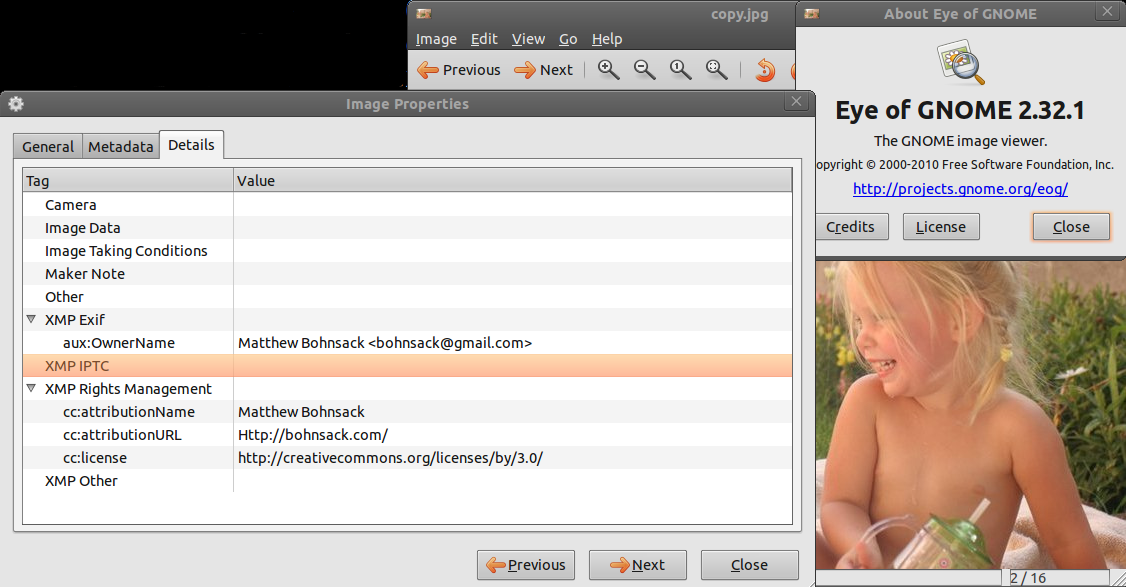 copy.jpg
About Eye of GNOME
Image Edit View Go Help
Previous Next
Eye of GNOME 2.32.1
The GNOME image viewer.
opyright © 2000-2010 Free Software Foundation, Inc.
http://projects.gnome.org/eog/
Credits License Close
Image Properties
General Metadata Details
Tag Value
Camera
Image Data
Image Taking Conditions
Maker Note
Other
XMP Exif
aux:OwnerName Matthew Bohnsack <bohnsack@gmail.com>
XMP IPTC
XMP Rights Management
cc:attributionName Matthew Bohnsack
cc:attributionURL Http://bohnsack.com/
cc:license http://creativecommons.org/licenses/by/3.0/
XMP Other
Previous Next Close
2 / 16